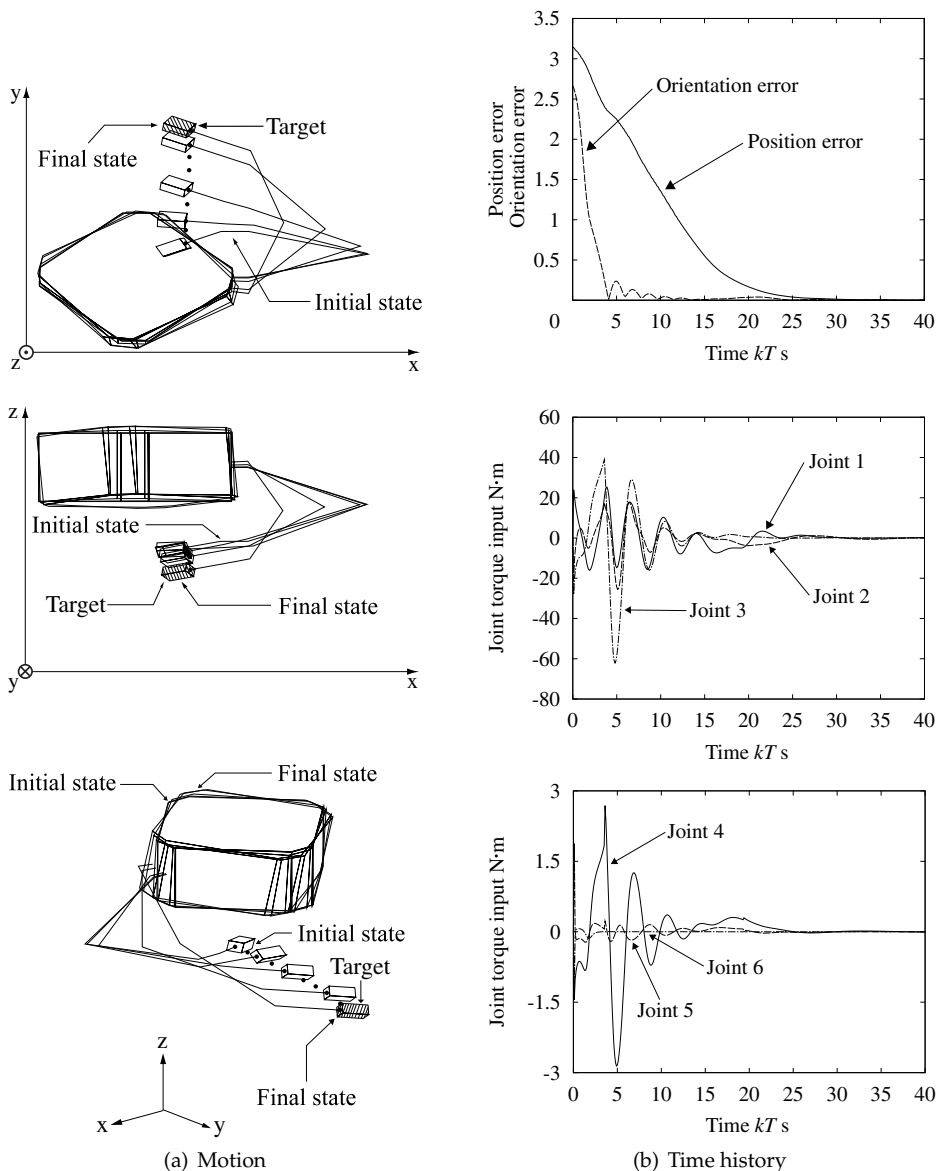 y
Target
Final state
Initial state
z
x
z
Initial state
Target
Final state
y
x
Initial state
Final state
Initial state
Target
Final state
z
x
y
(a) Motion
3.5
3
2.5
2
1.5
1
0.5
0
5
10
15
20
25
30
35
40
Position error
Orientation error
Orientation error
Position error
Time kT s
60
40
20
0
-20
-40
-60
-80
0
5
10
15
20
25
30
35
40
Joint torque input N·m
Joint 1
Joint 2
Joint 3
Time kT s
3
1.5
0
-1.5
-3
0
5
10
15
20
25
30
35
40
Joint torque input N·m
Joint 4
Joint 6
Joint 5
Time kT s
(b) Time history